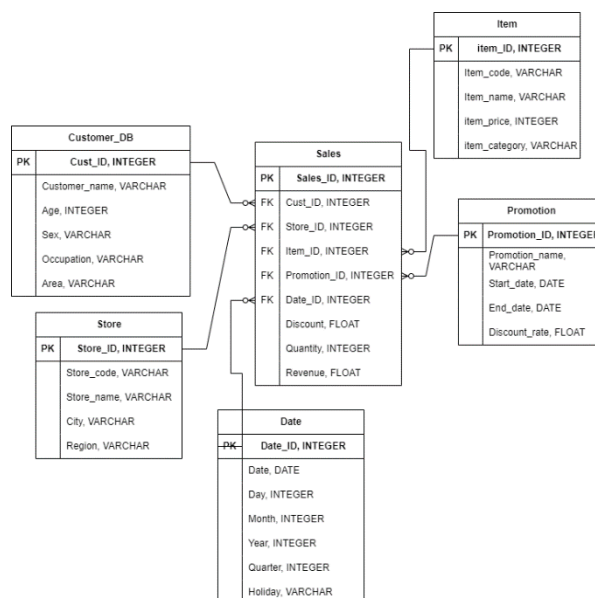 Item
PK item_ID, INTEGER
Item_code, VARCHAR
Item_name, VARCHAR
item_price, INTEGER
item_category, VARCHAR
Customer_DB
PK Cust_ID, INTEGER
Customer_name, VARCHAR
Age, INTEGER
Sex, VARCHAR
Occupation, VARCHAR
Area, VARCHAR
Sales
PK Sales_ID, INTEGER
FK Cust_ID, INTEGER
FK Store_ID, INTEGER
FK Item_ID, INTEGER
FK Promotion_ID, INTEGER
FK Date_ID, INTEGER
Discount, FLOAT
Quantity, INTEGER
Revenue, FLOAT
Promotion
PK Promotion_ID, INTEGER
Promotion_name,
VARCHAR
Start_date, DATE
End_date, DATE
Discount_rate, FLOAT
Store
PK Store_ID, INTEGER
Store_code, VARCHAR
Store_name, VARCHAR
City, VARCHAR
Region, VARCHAR
Date
PK Date_ID, INTEGER
Date, DATE
Day, INTEGER
Month, INTEGER
Year, INTEGER
Quarter, INTEGER
Holiday, VARCHAR